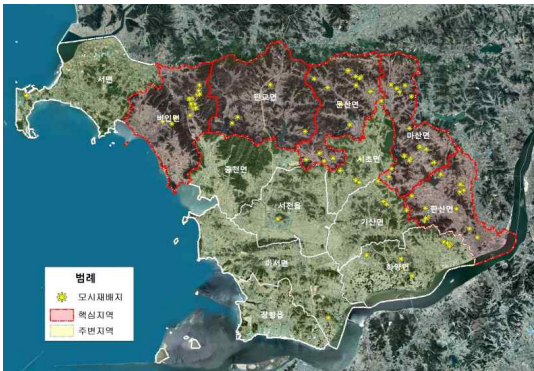 서면
비인면
판교면
문산면
마산면
종천면
시초면
서천읍
한산면
기산면
마서면
화양면
장항읍
범례
모시재배지
핵심지역
주변지역